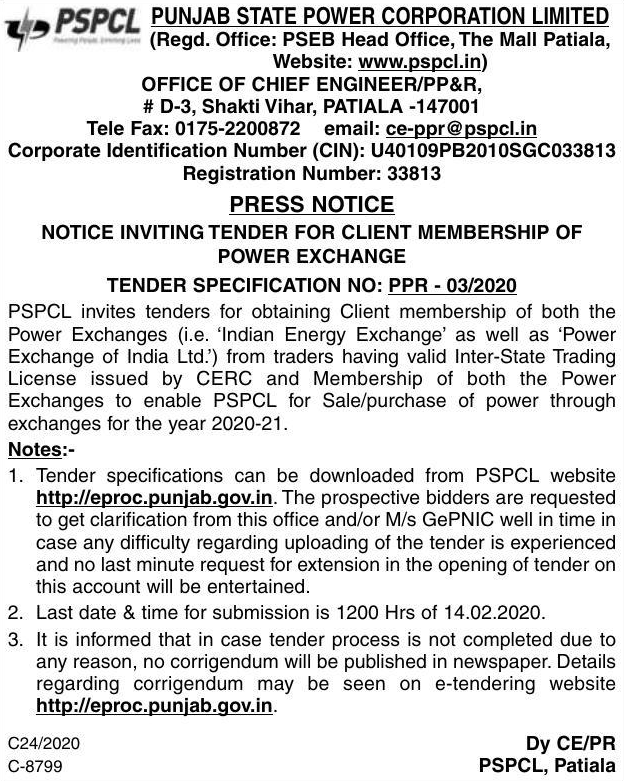 PSPCL
Powering Punjab, Enriching Lives
PUNJAB STATE POWER CORPORATION LIMITED
(Regd. Office: PSEB Head Office, The Mall Patiala,
Website: www.pspcl.in)
OFFICE OF CHIEF ENGINEER/PP&R,
# D-3, Shakti Vihar, PATIALA -147001
Tele Fax: 0175-2200872 email: ce-ppr@pspcl.in
Corporate Identification Number (CIN): U40109PB2010SGC033813
Registration Number: 33813
PRESS NOTICE
NOTICE INVITING TENDER FOR CLIENT MEMBERSHIP OF
POWER EXCHANGE
TENDER SPECIFICATION NO: PPR - 03/2020
PSPCL invites tenders for obtaining Client membership of both the
Power Exchanges (i.e. ‘Indian Energy Exchange’ as well as ‘Power
Exchange of India Ltd.’) from traders having valid Inter-State Trading
License issued by CERC and Membership of both the Power
Exchanges to enable PSPCL for Sale/purchase of power through
exchanges for the year 2020-21.
Notes:-
1. Tender specifications can be downloaded from PSPCL website
http://eproc.punjab.gov.in. The prospective bidders are requested
to get clarification from this office and/or M/s GePNIC well in time in
case any difficulty regarding uploading of the tender is experienced
and no last minute request for extension in the opening of tender on
this account will be entertained.
2. Last date & time for submission is 1200 Hrs of 14.02.2020.
3. It is informed that in case tender process is not completed due to
any reason, no corrigendum will be published in newspaper. Details
regarding corrigendum may be seen on e-tendering website
http://eproc.punjab.gov.in.
C24/2020
Dy CE/PR
C-8799
PSPCL, Patiala